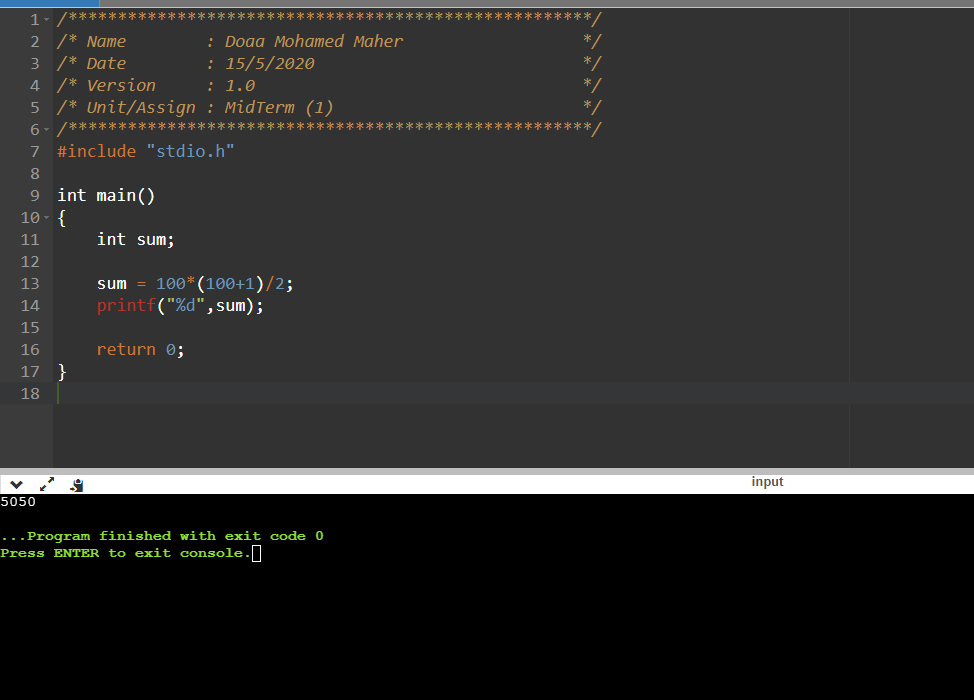 1 /*****************************************************/
2 /* Name        : Doaa Mohamed Maher                  */
3 /* Date        : 15/5/2020                           */
4 /* Version     : 1.0                                 */
5 /* Unit/Assign : MidTerm (1)                         */
6 /*****************************************************/
7 #include "stdio.h"
8
9 int main()
10 {
11     int sum;
12
13     sum = 100*(100+1)/2;
14     printf("%d",sum);
15
16     return 0;
17 }
18
input
5050
...Program finished with exit code 0
Press ENTER to exit console.